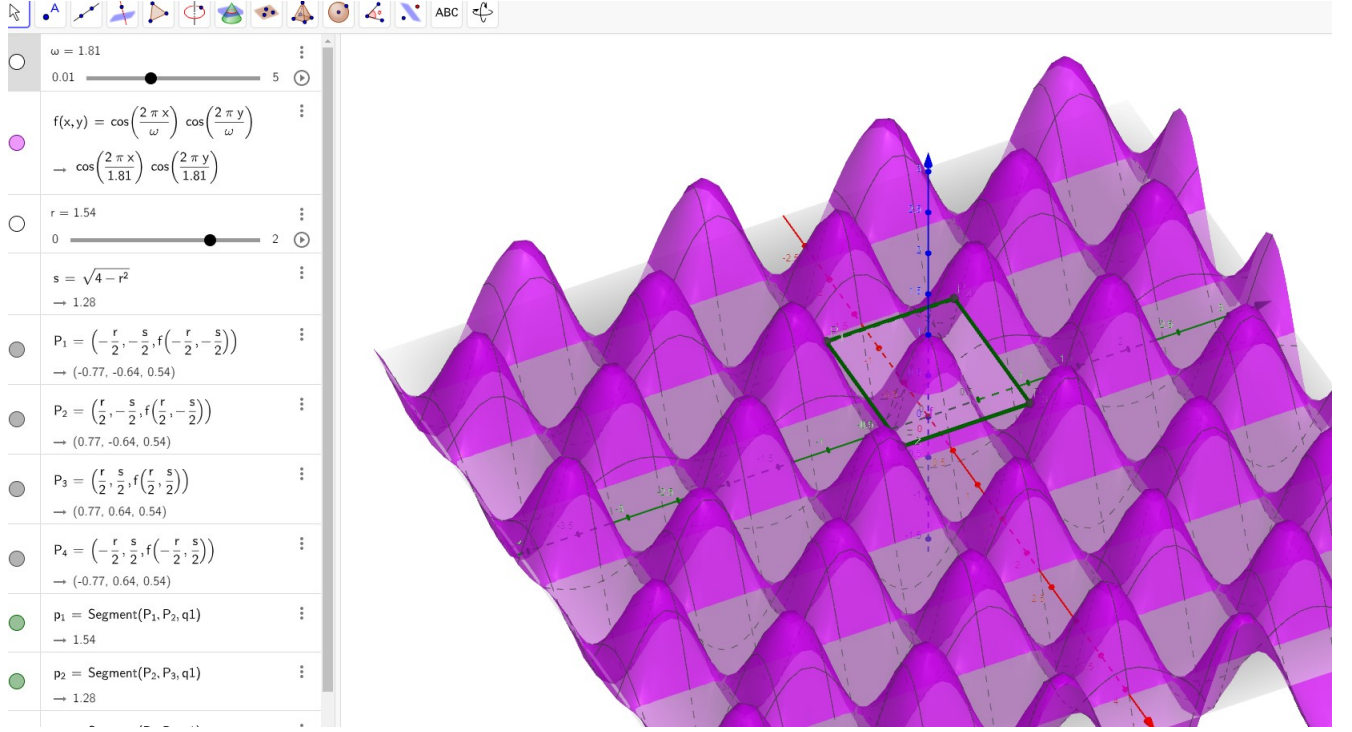 ABC
ω = 1.81
0.01 5
f(x,y) = cos(2 π x / ω) cos(2 π y / ω)
→ cos(2 π x / 1.81) cos(2 π y / 1.81)
r = 1.54
0 2
s = √(4 − r²)
→ 1.28
P₁ = (−r/2, −s/2, f(−r/2, −s/2))
→ (-0.77, -0.64, 0.54)
P₂ = (r/2, −s/2, f(r/2, −s/2))
→ (0.77, -0.64, 0.54)
P₃ = (r/2, s/2, f(r/2, s/2))
→ (0.77, 0.64, 0.54)
P₄ = (−r/2, s/2, f(−r/2, s/2))
→ (-0.77, 0.64, 0.54)
p₁ = Segment(P₁, P₂, q1)
→ 1.54
p₂ = Segment(P₂, P₃, q1)
→ 1.28